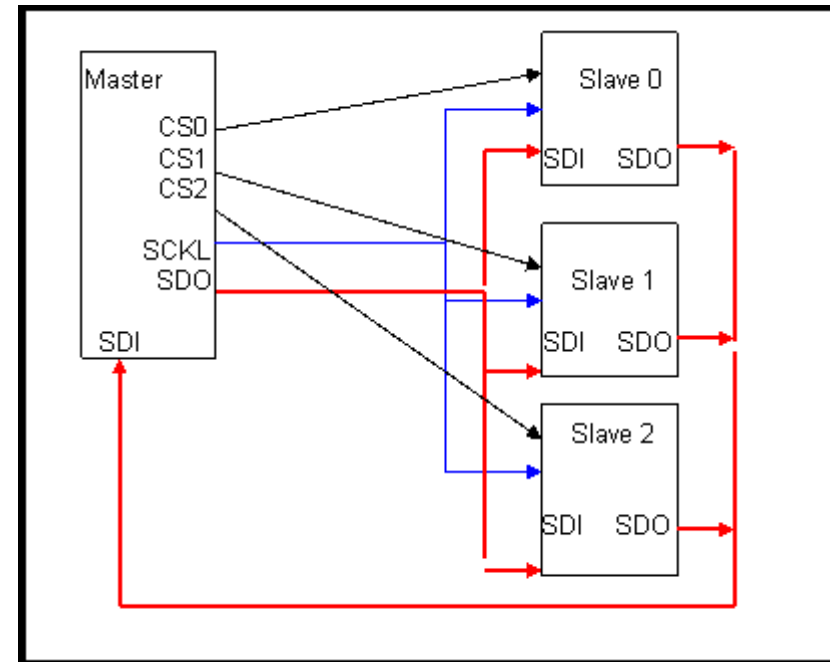 Master
CS0
CS1
CS2
SCKL
SDO
SDI
Slave 0
SDI SDO
Slave 1
SDI SDO
Slave 2
SDI SDO